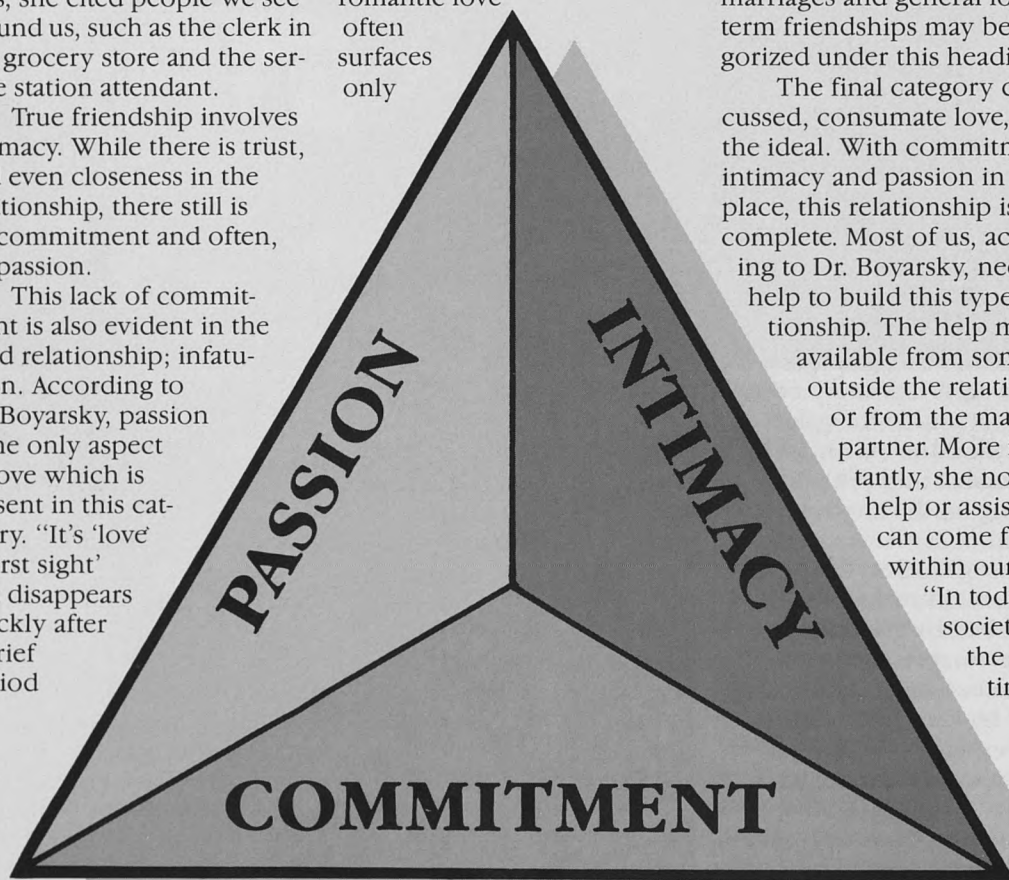 s, she cited people we see
und us, such as the clerk in
grocery store and the ser-
e station attendant.
True friendship involves
macy. While there is trust,
even closeness in the
tionship, there still is
commitment and often,
passion.
This lack of commit-
nt is also evident in the
d relationship; infatu-
n. According to
Boyarsky, passion
e only aspect
ove which is
sent in this cat-
ry. “It's ‘love
rst sight’
disappears
ckly after
rief
iod
romantic love
often
surfaces
only
PASSION
INTIMACY
COMMITMENT
marriages and general lo
term friendships may be
gorized under this headi
The final category c
cussed, consumate love,
the ideal. With commitn
intimacy and passion in
place, this relationship is
complete. Most of us, ac
ing to Dr. Boyarsky, nee
help to build this type
tionship. The help m
available from son
outside the relati
or from the ma
partner. More
tantly, she no
help or assis
can come f
within our
“In tod
societ
the
tin